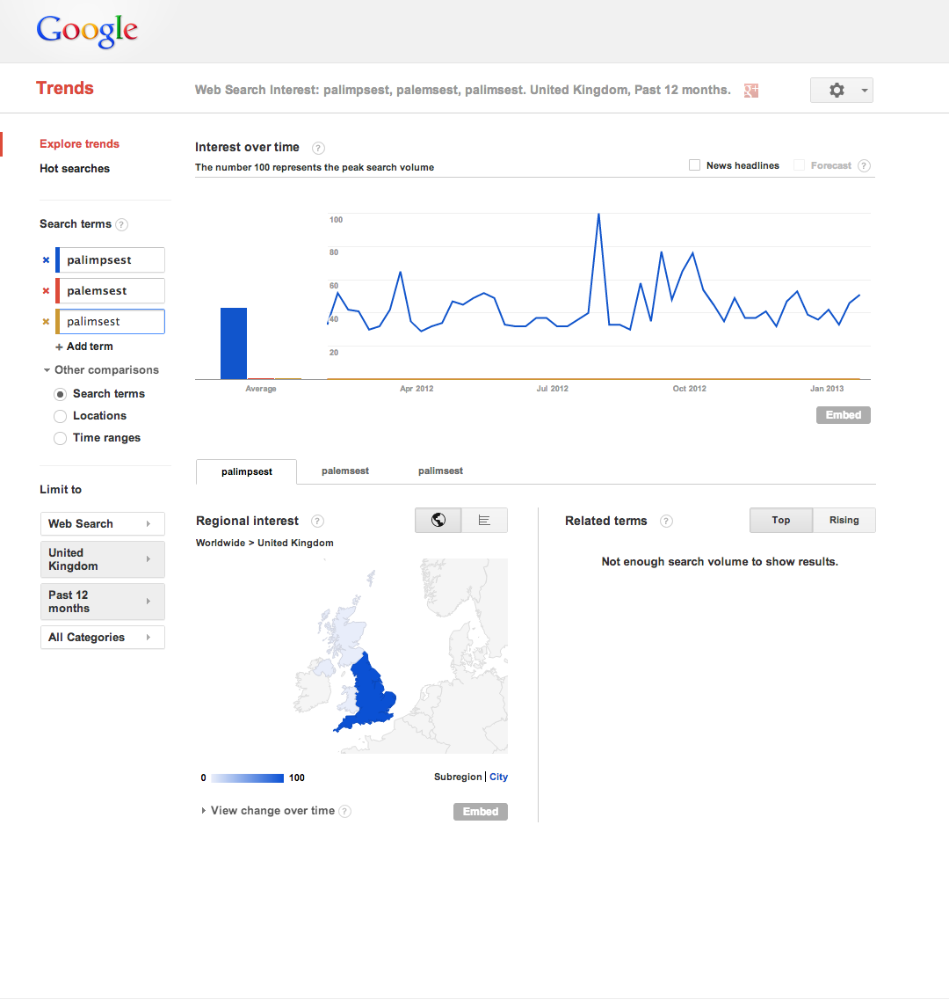 Google
Trends
Web Search Interest: palimpsest, palemsest, palimsest. United Kingdom, Past 12 months.
g+
Explore trends
Hot searches
Search terms ?
palimpsest
palemsest
palimsest
+ Add term
Other comparisons
Search terms
Locations
Time ranges
Limit to
Web Search
United
Kingdom
Past 12
months
All Categories
Interest over time ?
The number 100 represents the peak search volume
News headlines
Forecast ?
100
80
60
40
20
Average
Apr 2012
Jul 2012
Oct 2012
Jan 2013
Embed
palimpsest
palemsest
palimsest
Regional interest ?
Worldwide > United Kingdom
0
100
Subregion | City
View change over time ?
Embed
Related terms ?
Top
Rising
Not enough search volume to show results.